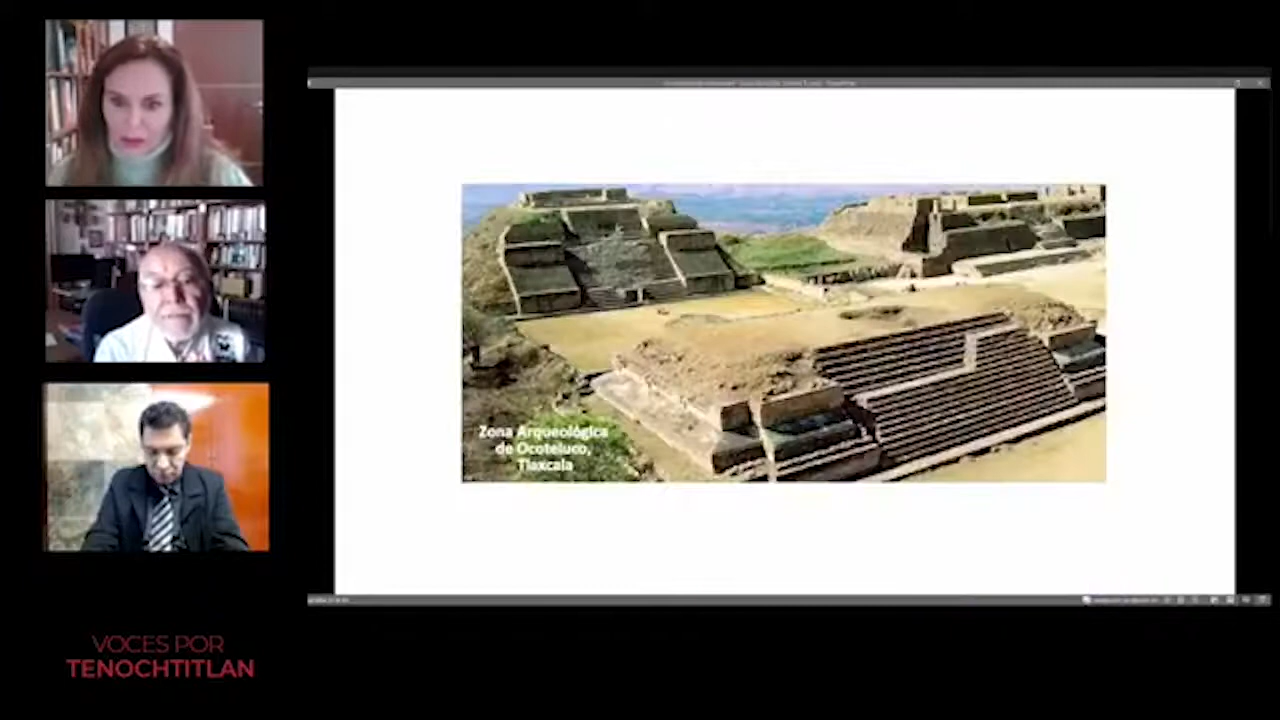 Zona Arqueológica
de Ocotelulco,
Tlaxcala
VOCES POR
TENOCHTITLAN